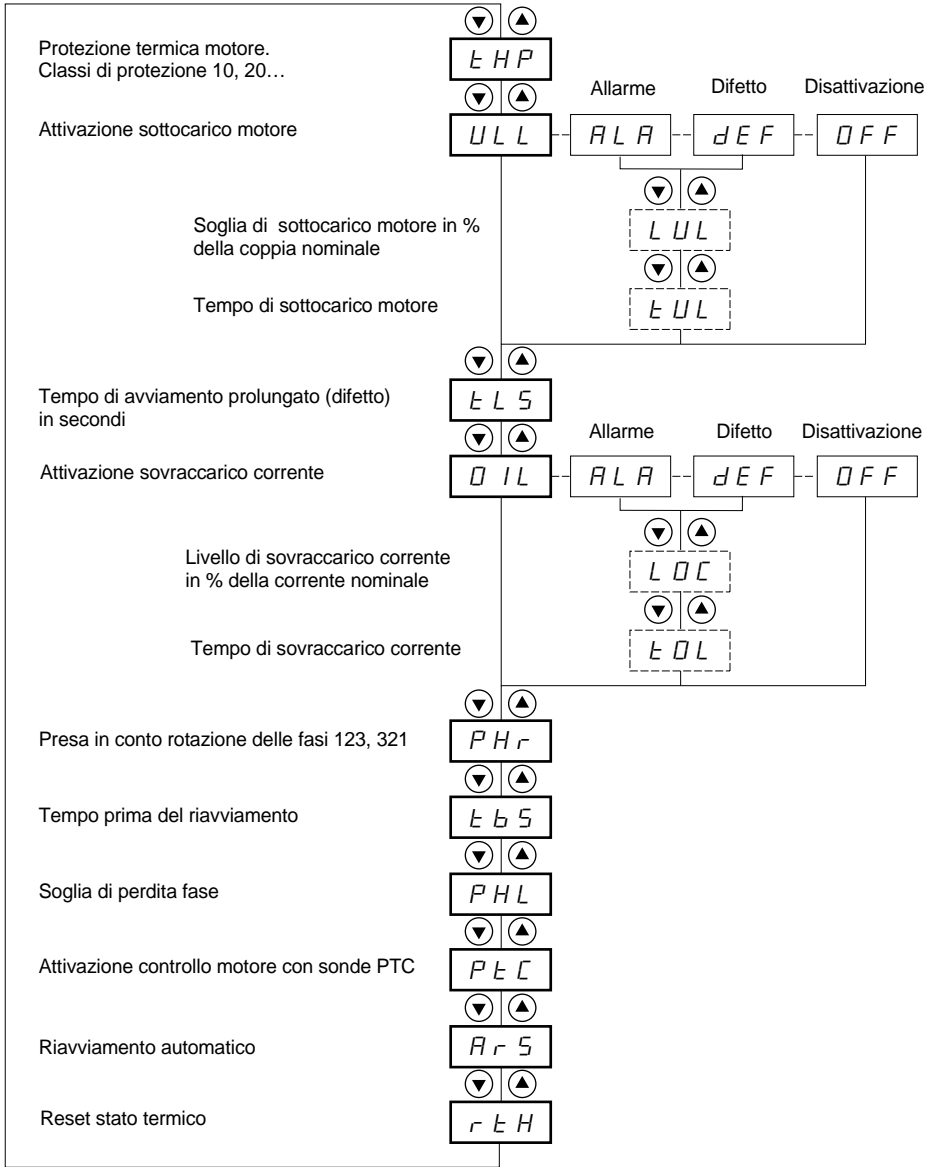 Protezione termica motore.
Classi di protezione 10, 20…
tHP
Allarme Difetto Disattivazione
Attivazione sottocarico motore
ULL ALA dEF OFF
Soglia di sottocarico motore in %
della coppia nominale
LUL
Tempo di sottocarico motore
tUL
Tempo di avviamento prolungato (difetto)
in secondi
tLS
Allarme Difetto Disattivazione
Attivazione sovraccarico corrente
OIL ALA dEF OFF
Livello di sovraccarico corrente
in % della corrente nominale
LOC
Tempo di sovraccarico corrente
tOL
Presa in conto rotazione delle fasi 123, 321
PHr
Tempo prima del riavviamento
tbS
Soglia di perdita fase
PHL
Attivazione controllo motore con sonde PTC
PtC
Riavviamento automatico
ArS
Reset stato termico
rtH